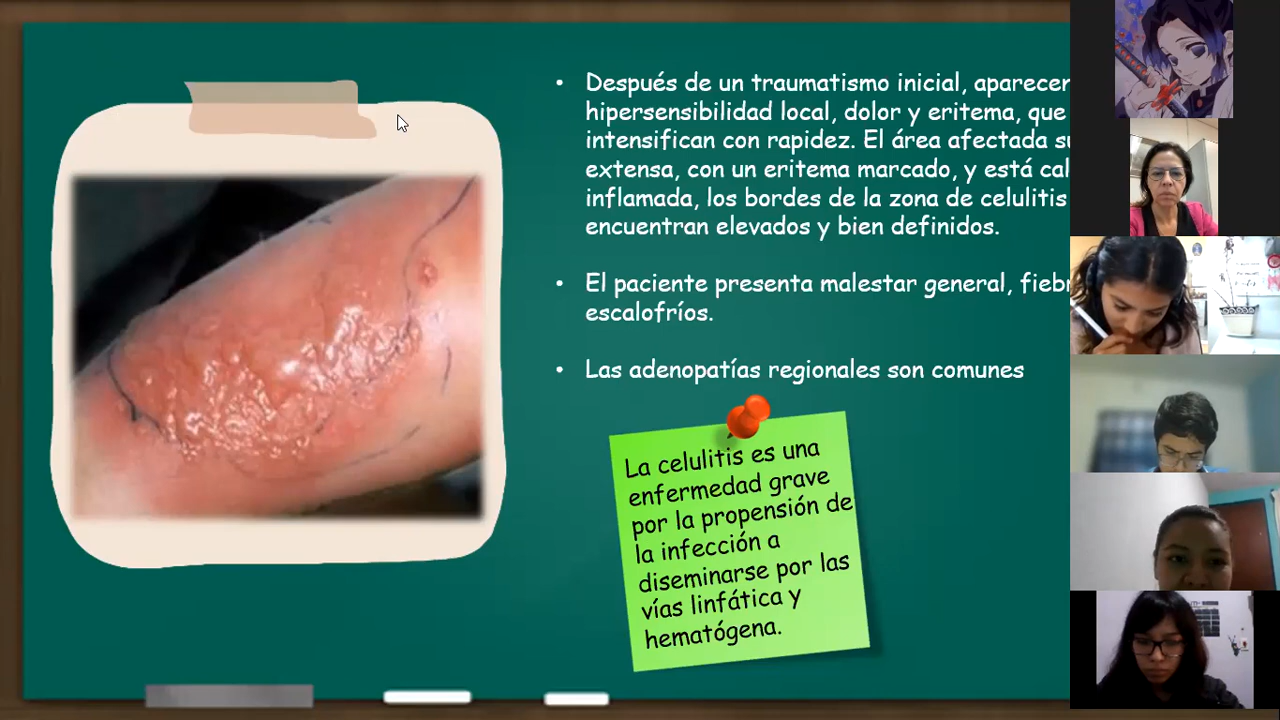 • Después de un traumatismo inicial, aparecen
hipersensibilidad local, dolor y eritema, que
intensifican con rapidez. El área afectada
extensa, con un eritema marcado, y está
inflamada, los bordes de la zona de celulitis
encuentran elevados y bien definidos.
• El paciente presenta malestar general,
escalofríos.
• Las adenopatías regionales son comunes
La celulitis es una
enfermedad grave
por la propensión de
la infección a
diseminarse por las
vías linfática y
hematógena.